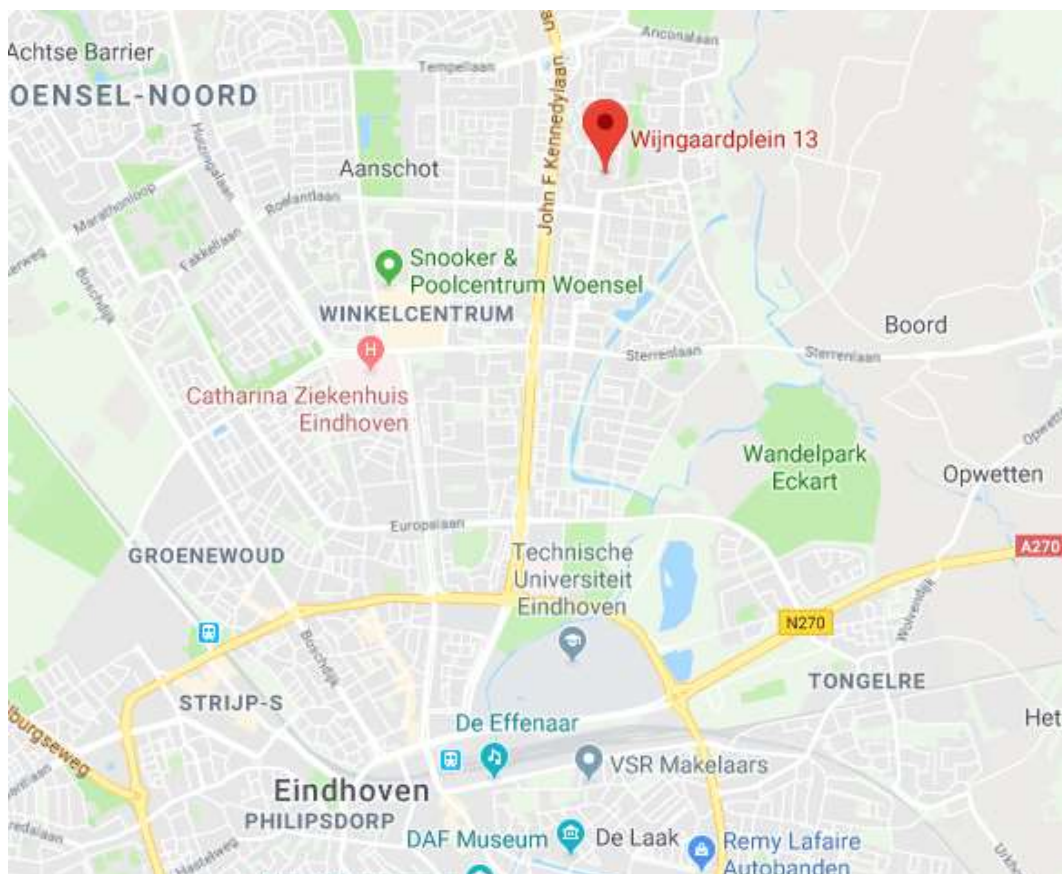 Achtse Barrier
OENSEL-NOORD
Anconalaan
Tempellaan
John F Kennedylaan
Wijngaardplein 13
Huizingalaan
Aanschot
Marathonloop
Roelantlaan
Fakkellaan
Boschdijk
Snooker &
Poolcentrum Woensel
WINKELCENTRUM
Boord
H
Sterrenlaan
Sterrenlaan
Catharina Ziekenhuis
Eindhoven
Wandelpark
Eckart
Opwetten
Europalaan
GROENEWOUD
Technische
Universiteit
Eindhoven
A270
N270
Wolvendijk
Boschdijk
STRIJP-S
TONGELRE
Het
De Effenaar
lburgseweg
VSR Makelaars
Eindhoven
PHILIPSDORP
DAF Museum
De Laak
Remy Lafaire
Autobanden